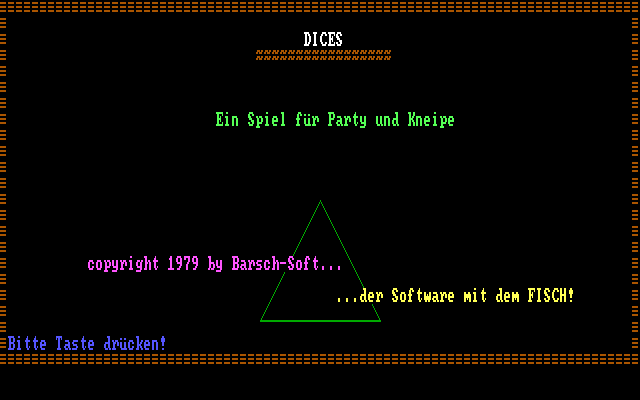 DICES
Ein Spiel für Party und Kneipe
copyright 1979 by Barsch-Soft...
...der Software mit dem FISCH!
Bitte Taste drücken!